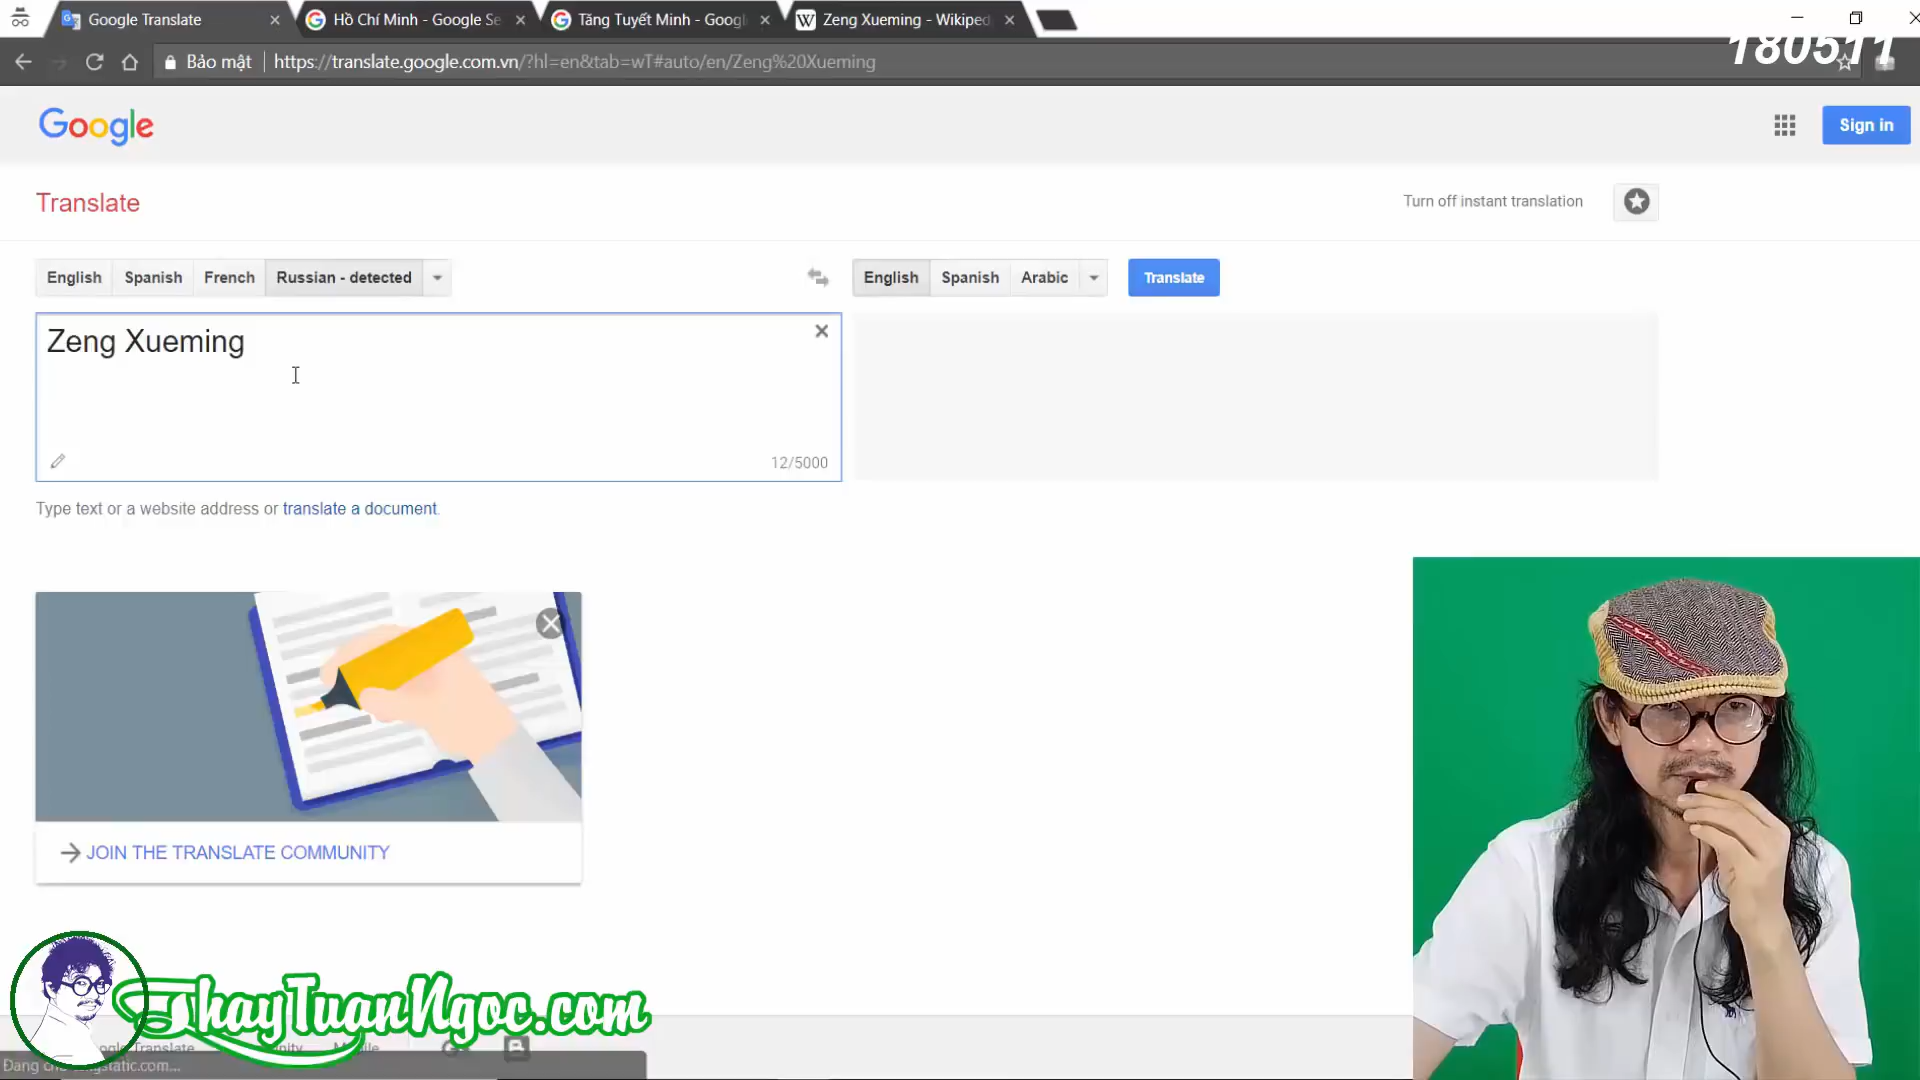 Google Translate
Hồ Chí Minh - Google Se
Tăng Tuyết Minh - Googl
Zeng Xueming - Wikiped
180511
Bảo mật
https://translate.google.com.vn/?hl=en&tab=wT#auto/en/Zeng%20Xueming
Google
Sign in
Translate
Turn off instant translation
English Spanish French Russian - detected
English Spanish Arabic Translate
Zeng Xueming
12/5000
Type text or a website address or translate a document.
JOIN THE TRANSLATE COMMUNITY
ThayTuanNgoc.com